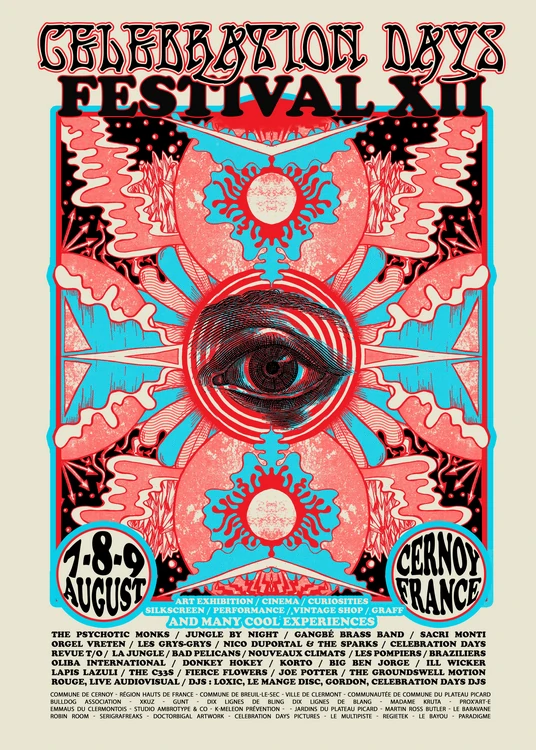 CELEBRATION DAYS
FESTIVAL XII
7-8-9
AUGUST
CERNOY
FRANCE
ART EXHIBITION / CINEMA / CURIOSITIES
SILKSCREEN / PERFORMANCE / VINTAGE SHOP / GRAFF
AND MANY COOL EXPERIENCES
THE PSYCHOTIC MONKS / JUNGLE BY NIGHT / GANGBÉ BRASS BAND / SACRI MONTI
ORGEL VRETEN / LES GRYS-GRYS / NICO DUPORTAL & THE SPARKS / CELEBRATION DAYS
REVUE T/O / LA JUNGLE / BAD PELICANS / NOUVEAUX CLIMATS / LES POMPIERS / BRAZILIERS
OLIBA INTERNATIONAL / DONKEY HOKEY / KORTO / BIG BEN JORGE / ILL WICKER
LAPIS LAZULI / THE C33S / FIERCE FLOWERS / JOE POTTER / THE GROUNDSWELL MOTION
ROUGE, LIVE AUDIOVISUAL / DJS : LOXIC, LE MANGE DISC, GORDON, CELEBRATION DAYS DJS
COMMUNE DE CERNOY - RÉGION HAUTS DE FRANCE - COMMUNE DE BREUIL-LE-SEC - VILLE DE CLERMONT - COMMUNAUTÉE DE COMMUNE DU PLATEAU PICARD
BULLDOG ASSOCIATION - XKUZ - GUNT - DIX LIGNES DE BLING DIX LIGNES DE BLANG - MADAME KRUTA - PROX'ART-E
EMMAUS DU CLERMONTOIS - STUDIO AMBROTYPE & CO - K-MELEON PRÉVENTION - - JARDINS DU PLATEAU PICARD - MARTIN ROSS BUTLER - LE BARAVANE
ROBIN ROOM - SERIGRAFREAKS - DOCTORBIGAL ARTWORK - CELEBRATION DAYS PICTURES - LE MULTIPISTE - REGIETEK - LE BAYOU - PARADIGME